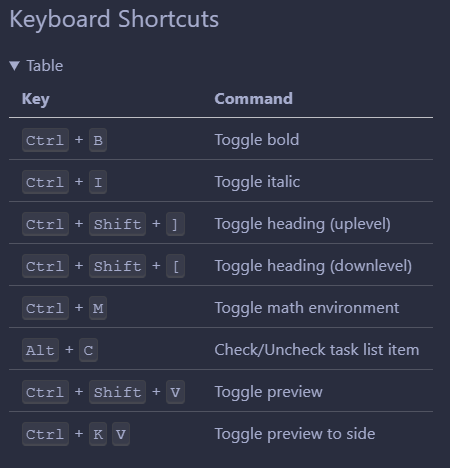 Keyboard Shortcuts
▼ Table
Key Command
Ctrl + B Toggle bold
Ctrl + I Toggle italic
Ctrl + Shift + ] Toggle heading (uplevel)
Ctrl + Shift + [ Toggle heading (downlevel)
Ctrl + M Toggle math environment
Alt + C Check/Uncheck task list item
Ctrl + Shift + V Toggle preview
Ctrl + K V Toggle preview to side